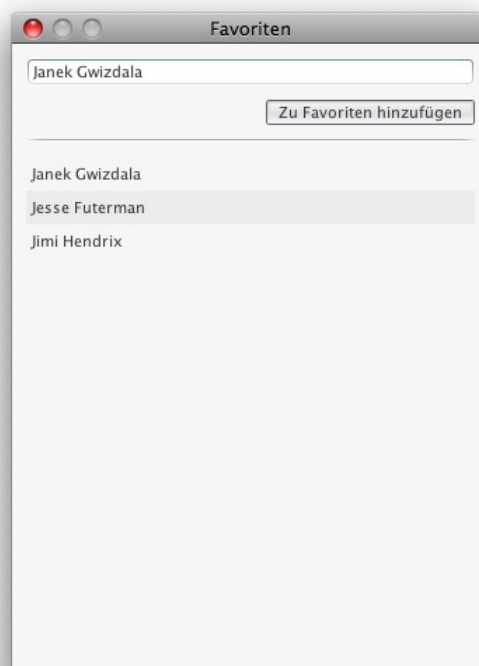 Favoriten
Janek Gwizdala
Zu Favoriten hinzufügen
Janek Gwizdala
Jesse Futerman
Jimi Hendrix